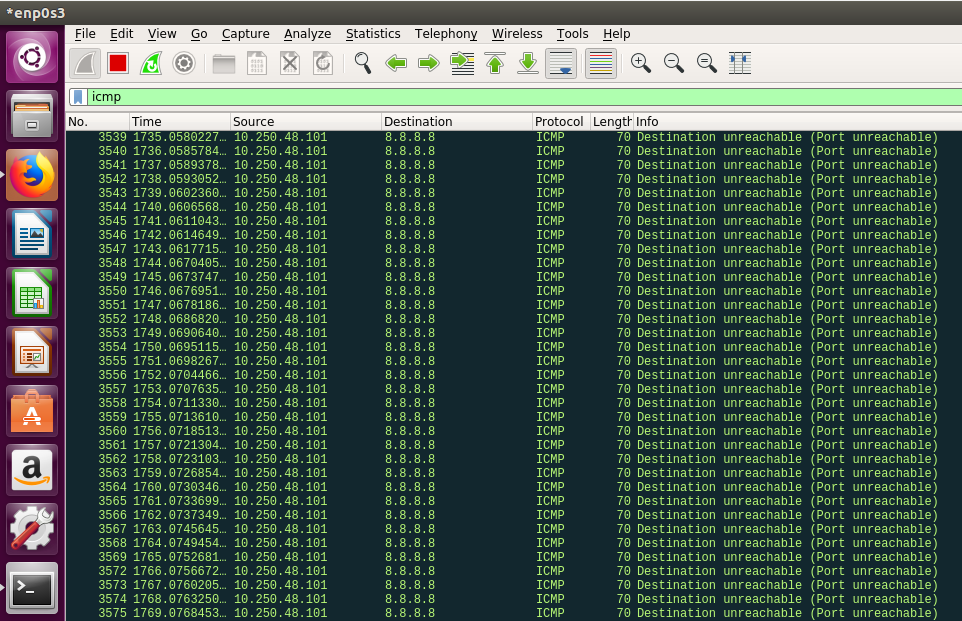 *enp0s3
File Edit View Go Capture Analyze Statistics Telephony Wireless Tools Help
icmp
No. Time Source Destination Protocol Length Info
3539 1735.0580227… 10.250.48.101 8.8.8.8 ICMP 70 Destination unreachable (Port unreachable)
3540 1736.0585784… 10.250.48.101 8.8.8.8 ICMP 70 Destination unreachable (Port unreachable)
3541 1737.0589378… 10.250.48.101 8.8.8.8 ICMP 70 Destination unreachable (Port unreachable)
3542 1738.0593052… 10.250.48.101 8.8.8.8 ICMP 70 Destination unreachable (Port unreachable)
3543 1739.0602360… 10.250.48.101 8.8.8.8 ICMP 70 Destination unreachable (Port unreachable)
3544 1740.0606568… 10.250.48.101 8.8.8.8 ICMP 70 Destination unreachable (Port unreachable)
3545 1741.0611043… 10.250.48.101 8.8.8.8 ICMP 70 Destination unreachable (Port unreachable)
3546 1742.0614649… 10.250.48.101 8.8.8.8 ICMP 70 Destination unreachable (Port unreachable)
3547 1743.0617715… 10.250.48.101 8.8.8.8 ICMP 70 Destination unreachable (Port unreachable)
3548 1744.0670405… 10.250.48.101 8.8.8.8 ICMP 70 Destination unreachable (Port unreachable)
3549 1745.0673747… 10.250.48.101 8.8.8.8 ICMP 70 Destination unreachable (Port unreachable)
3550 1746.0676951… 10.250.48.101 8.8.8.8 ICMP 70 Destination unreachable (Port unreachable)
3551 1747.0678186… 10.250.48.101 8.8.8.8 ICMP 70 Destination unreachable (Port unreachable)
3552 1748.0686820… 10.250.48.101 8.8.8.8 ICMP 70 Destination unreachable (Port unreachable)
3553 1749.0690640… 10.250.48.101 8.8.8.8 ICMP 70 Destination unreachable (Port unreachable)
3554 1750.0695115… 10.250.48.101 8.8.8.8 ICMP 70 Destination unreachable (Port unreachable)
3555 1751.0698267… 10.250.48.101 8.8.8.8 ICMP 70 Destination unreachable (Port unreachable)
3556 1752.0704466… 10.250.48.101 8.8.8.8 ICMP 70 Destination unreachable (Port unreachable)
3557 1753.0707635… 10.250.48.101 8.8.8.8 ICMP 70 Destination unreachable (Port unreachable)
3558 1754.0711330… 10.250.48.101 8.8.8.8 ICMP 70 Destination unreachable (Port unreachable)
3559 1755.0713610… 10.250.48.101 8.8.8.8 ICMP 70 Destination unreachable (Port unreachable)
3560 1756.0718513… 10.250.48.101 8.8.8.8 ICMP 70 Destination unreachable (Port unreachable)
3561 1757.0721304… 10.250.48.101 8.8.8.8 ICMP 70 Destination unreachable (Port unreachable)
3562 1758.0723103… 10.250.48.101 8.8.8.8 ICMP 70 Destination unreachable (Port unreachable)
3563 1759.0726854… 10.250.48.101 8.8.8.8 ICMP 70 Destination unreachable (Port unreachable)
3564 1760.0730346… 10.250.48.101 8.8.8.8 ICMP 70 Destination unreachable (Port unreachable)
3565 1761.0733699… 10.250.48.101 8.8.8.8 ICMP 70 Destination unreachable (Port unreachable)
3566 1762.0737349… 10.250.48.101 8.8.8.8 ICMP 70 Destination unreachable (Port unreachable)
3567 1763.0745645… 10.250.48.101 8.8.8.8 ICMP 70 Destination unreachable (Port unreachable)
3568 1764.0749454… 10.250.48.101 8.8.8.8 ICMP 70 Destination unreachable (Port unreachable)
3569 1765.0752681… 10.250.48.101 8.8.8.8 ICMP 70 Destination unreachable (Port unreachable)
3572 1766.0756672… 10.250.48.101 8.8.8.8 ICMP 70 Destination unreachable (Port unreachable)
3573 1767.0760205… 10.250.48.101 8.8.8.8 ICMP 70 Destination unreachable (Port unreachable)
3574 1768.0763250… 10.250.48.101 8.8.8.8 ICMP 70 Destination unreachable (Port unreachable)
3575 1769.0768453… 10.250.48.101 8.8.8.8 ICMP 70 Destination unreachable (Port unreachable)